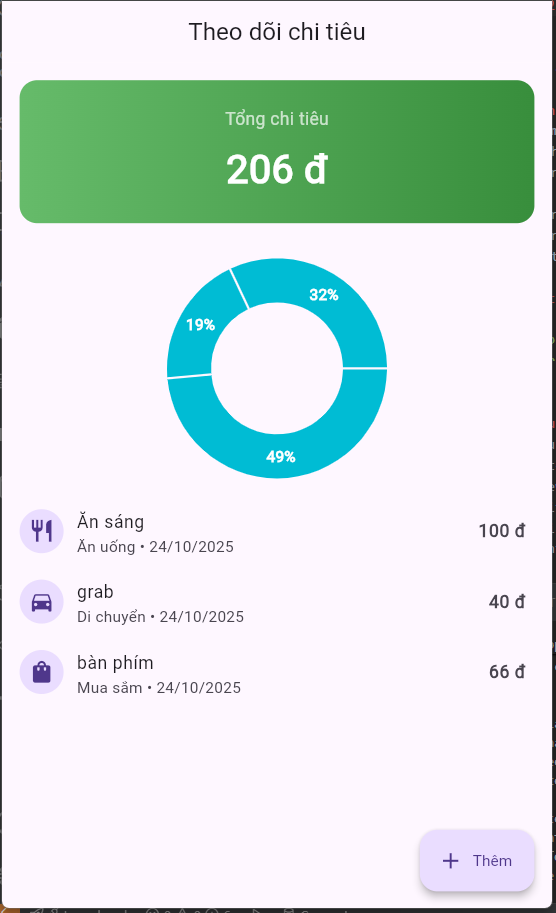 Theo dõi chi tiêu
Tổng chi tiêu
206 đ
32%
19%
49%
Ăn sáng
100 đ
Ăn uống • 24/10/2025
grab
40 đ
Di chuyển • 24/10/2025
bàn phím
66 đ
Mua sắm • 24/10/2025
Thêm